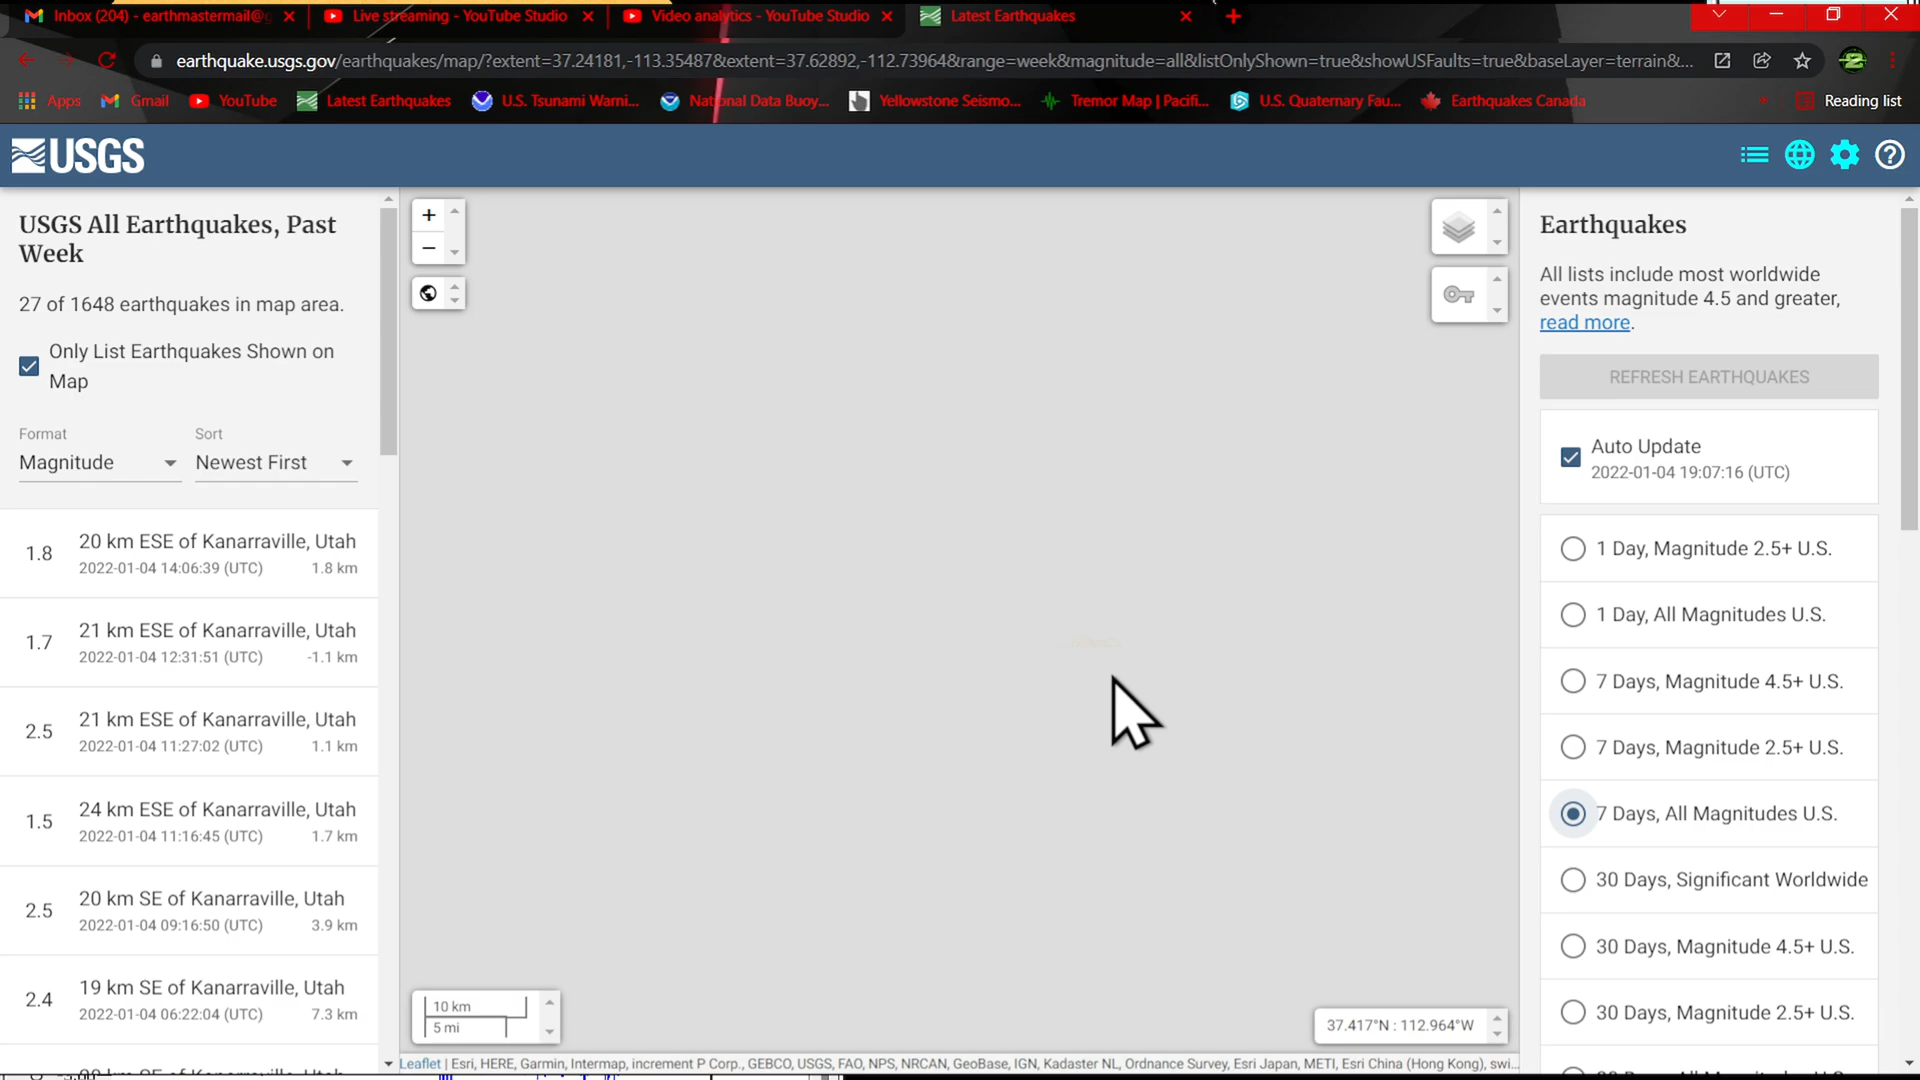 Inbox (204) - earthmastermail@g
Live streaming - YouTube Studio
Video analytics - YouTube Studio
Latest Earthquakes
earthquake.usgs.gov/earthquakes/map/?extent=37.24181,-113.35487&extent=37.62892,-112.73964&range=week&magnitude=all&listOnlyShown=true&showUSFaults=true&baseLayer=terrain&...
Apps
Gmail
YouTube
Latest Earthquakes
U.S. Tsunami Warni...
National Data Buoy...
Yellowstone Seismo...
Tremor Map | Pacifi...
U.S. Quaternary Fau...
Earthquakes Canada
»
Reading list
USGS
USGS All Earthquakes, Past
Week
27 of 1648 earthquakes in map area.
Only List Earthquakes Shown on
Map
Format
Sort
Magnitude
Newest First
1.8
20 km ESE of Kanarraville, Utah
2022-01-04 14:06:39 (UTC)
1.8 km
1.7
21 km ESE of Kanarraville, Utah
2022-01-04 12:31:51 (UTC)
-1.1 km
2.5
21 km ESE of Kanarraville, Utah
2022-01-04 11:27:02 (UTC)
1.1 km
1.5
24 km ESE of Kanarraville, Utah
2022-01-04 11:16:45 (UTC)
1.7 km
2.5
20 km SE of Kanarraville, Utah
2022-01-04 09:16:50 (UTC)
3.9 km
2.4
19 km SE of Kanarraville, Utah
2022-01-04 06:22:04 (UTC)
7.3 km
+
−
10 km
5 mi
37.417°N : 112.964°W
Leaflet | Esri, HERE, Garmin, Intermap, increment P Corp., GEBCO, USGS, FAO, NPS, NRCAN, GeoBase, IGN, Kadaster NL, Ordnance Survey, Esri Japan, METI, Esri China (Hong Kong), swi...
Earthquakes
All lists include most worldwide
events magnitude 4.5 and greater,
read more.
REFRESH EARTHQUAKES
Auto Update
2022-01-04 19:07:16 (UTC)
1 Day, Magnitude 2.5+ U.S.
1 Day, All Magnitudes U.S.
7 Days, Magnitude 4.5+ U.S.
7 Days, Magnitude 2.5+ U.S.
7 Days, All Magnitudes U.S.
30 Days, Significant Worldwide
30 Days, Magnitude 4.5+ U.S.
30 Days, Magnitude 2.5+ U.S.